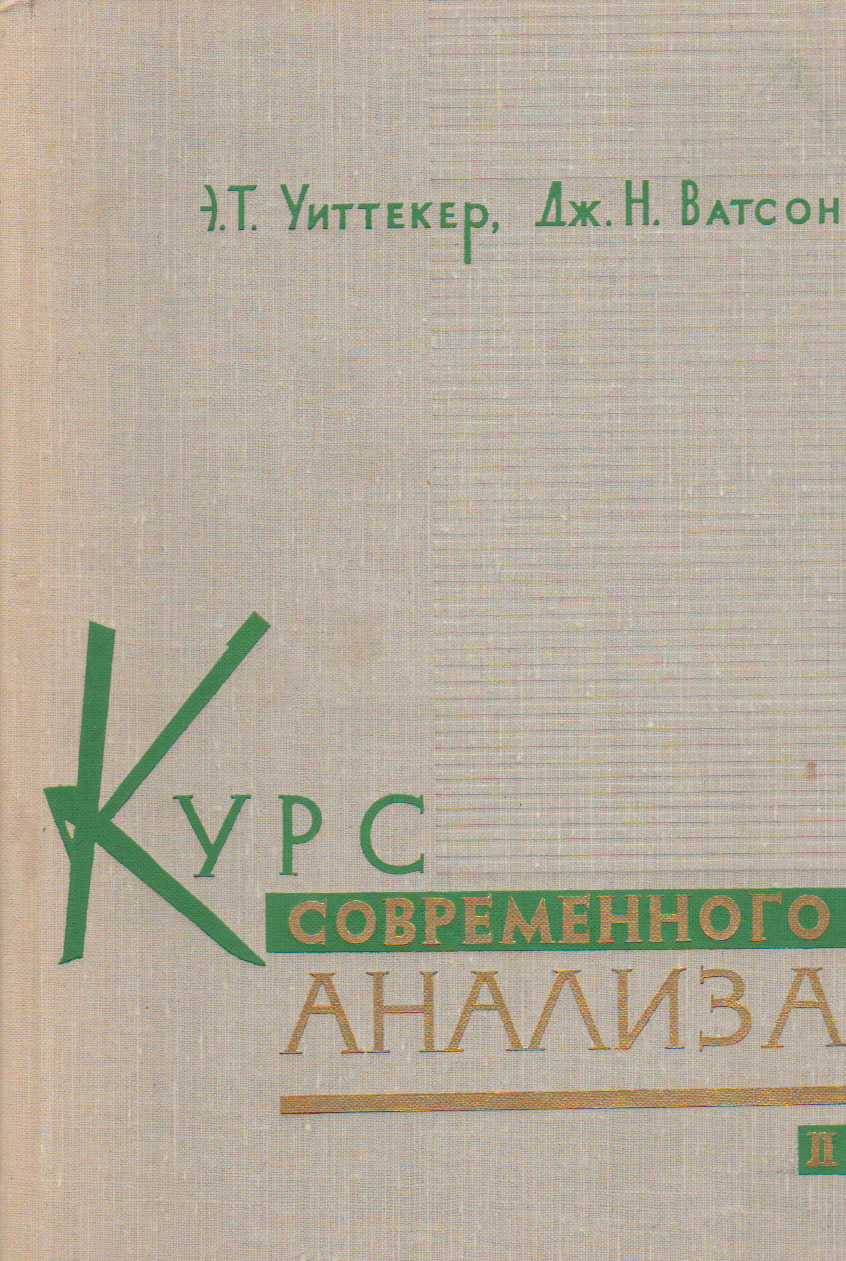 Э.Т. Уиттекер, Дж. Н. Ватсон
Курс
СОВРЕМЕННОГО
АНАЛИЗА
II